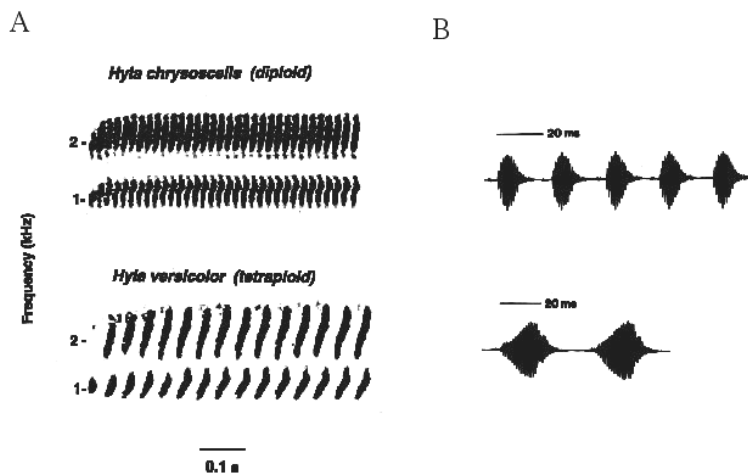 A
B
Hyla chrysoscelis (diploid)
20 ms
2 -
1-
Frequency (kHz)
Hyla versicolor (tetraploid)
20 ms
2 -
1-
0.1 s